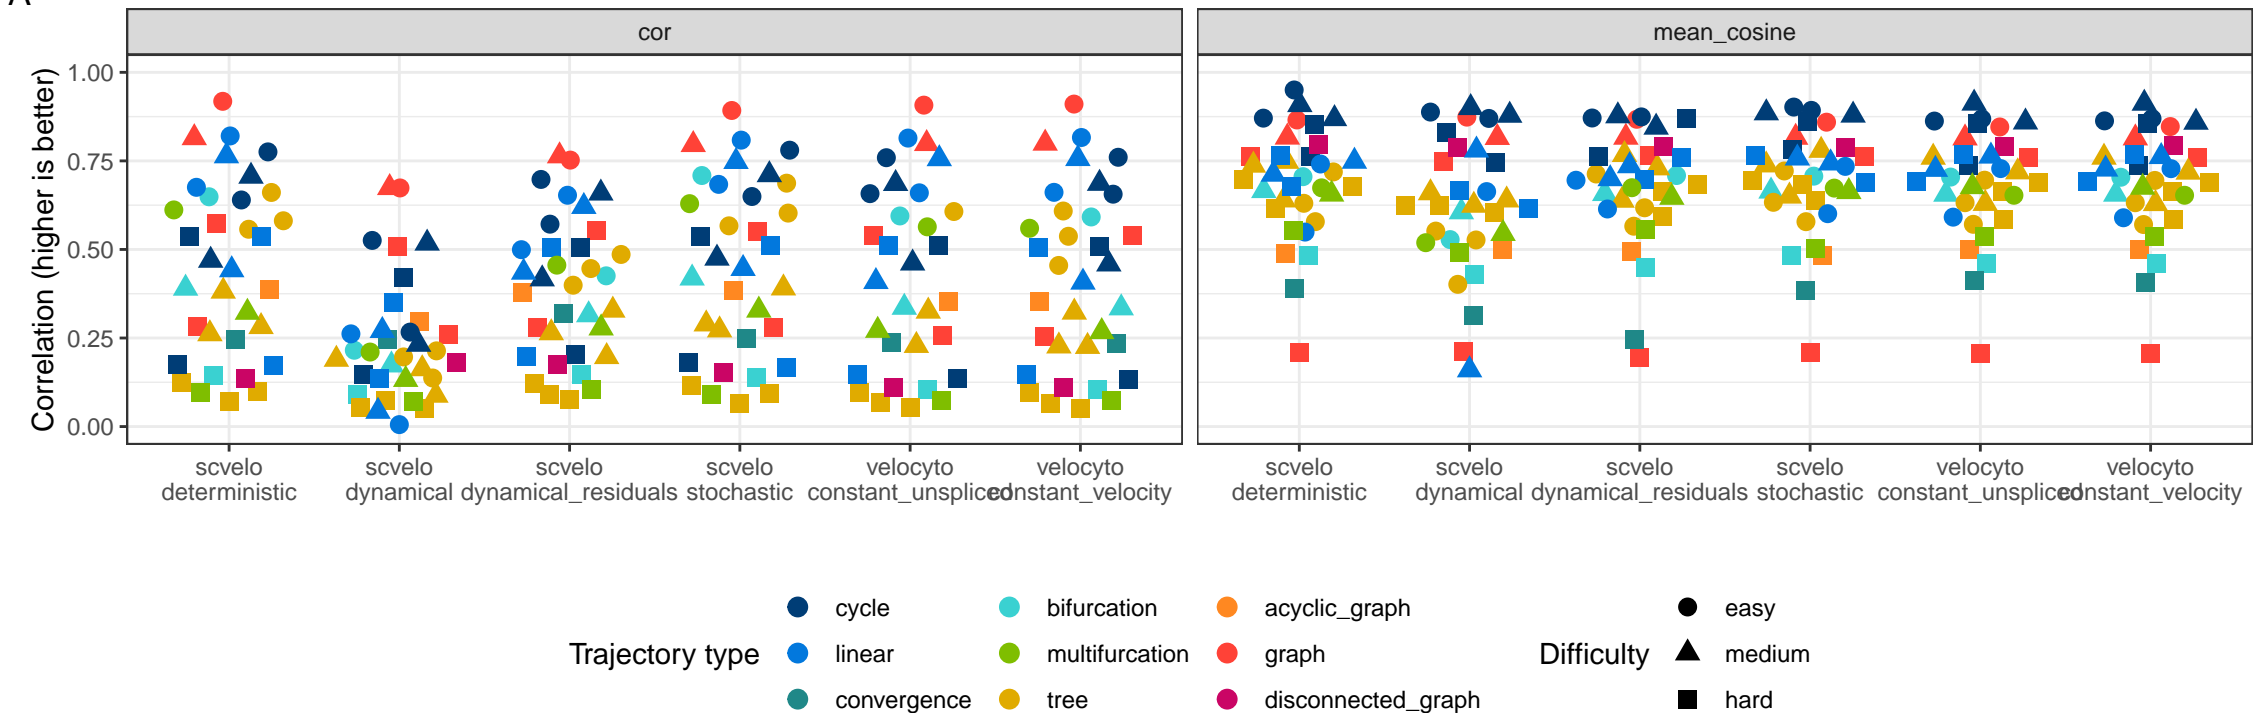 A
cor
mean_cosine
Correlation (higher is better)
1.00
0.75
0.50
0.25
0.00
scvelo deterministic
scvelo dynamical
scvelo dynamical_residuals
scvelo stochastic
velocyto constant_unspliced
velocyto constant_velocity
scvelo deterministic
scvelo dynamical
scvelo dynamical_residuals
scvelo stochastic
velocyto constant_unspliced
velocyto constant_velocity
Trajectory type
cycle
linear
convergence
bifurcation
multifurcation
tree
acyclic_graph
graph
disconnected_graph
Difficulty
easy
medium
hard